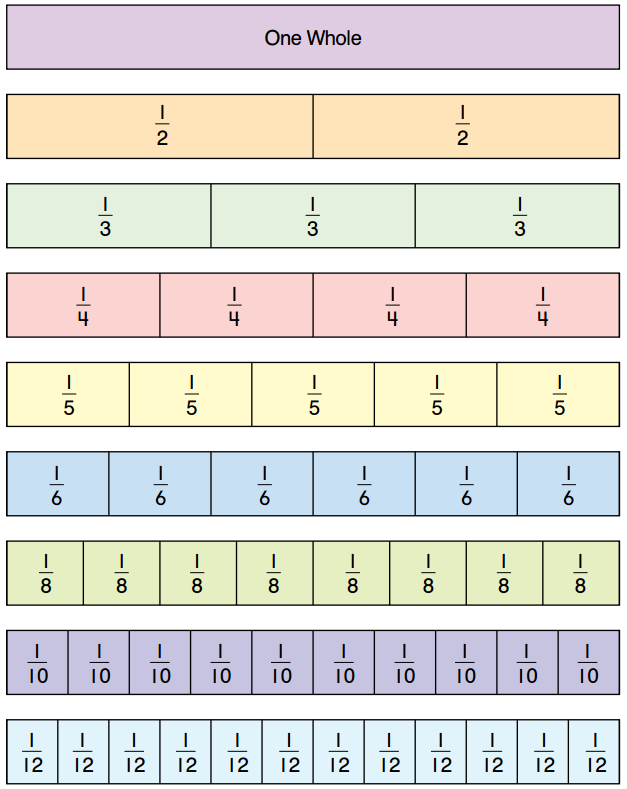 One Whole
1/2 1/2
1/3 1/3 1/3
1/4 1/4 1/4 1/4
1/5 1/5 1/5 1/5 1/5
1/6 1/6 1/6 1/6 1/6 1/6
1/8 1/8 1/8 1/8 1/8 1/8 1/8 1/8
1/10 1/10 1/10 1/10 1/10 1/10 1/10 1/10 1/10 1/10
1/12 1/12 1/12 1/12 1/12 1/12 1/12 1/12 1/12 1/12 1/12 1/12